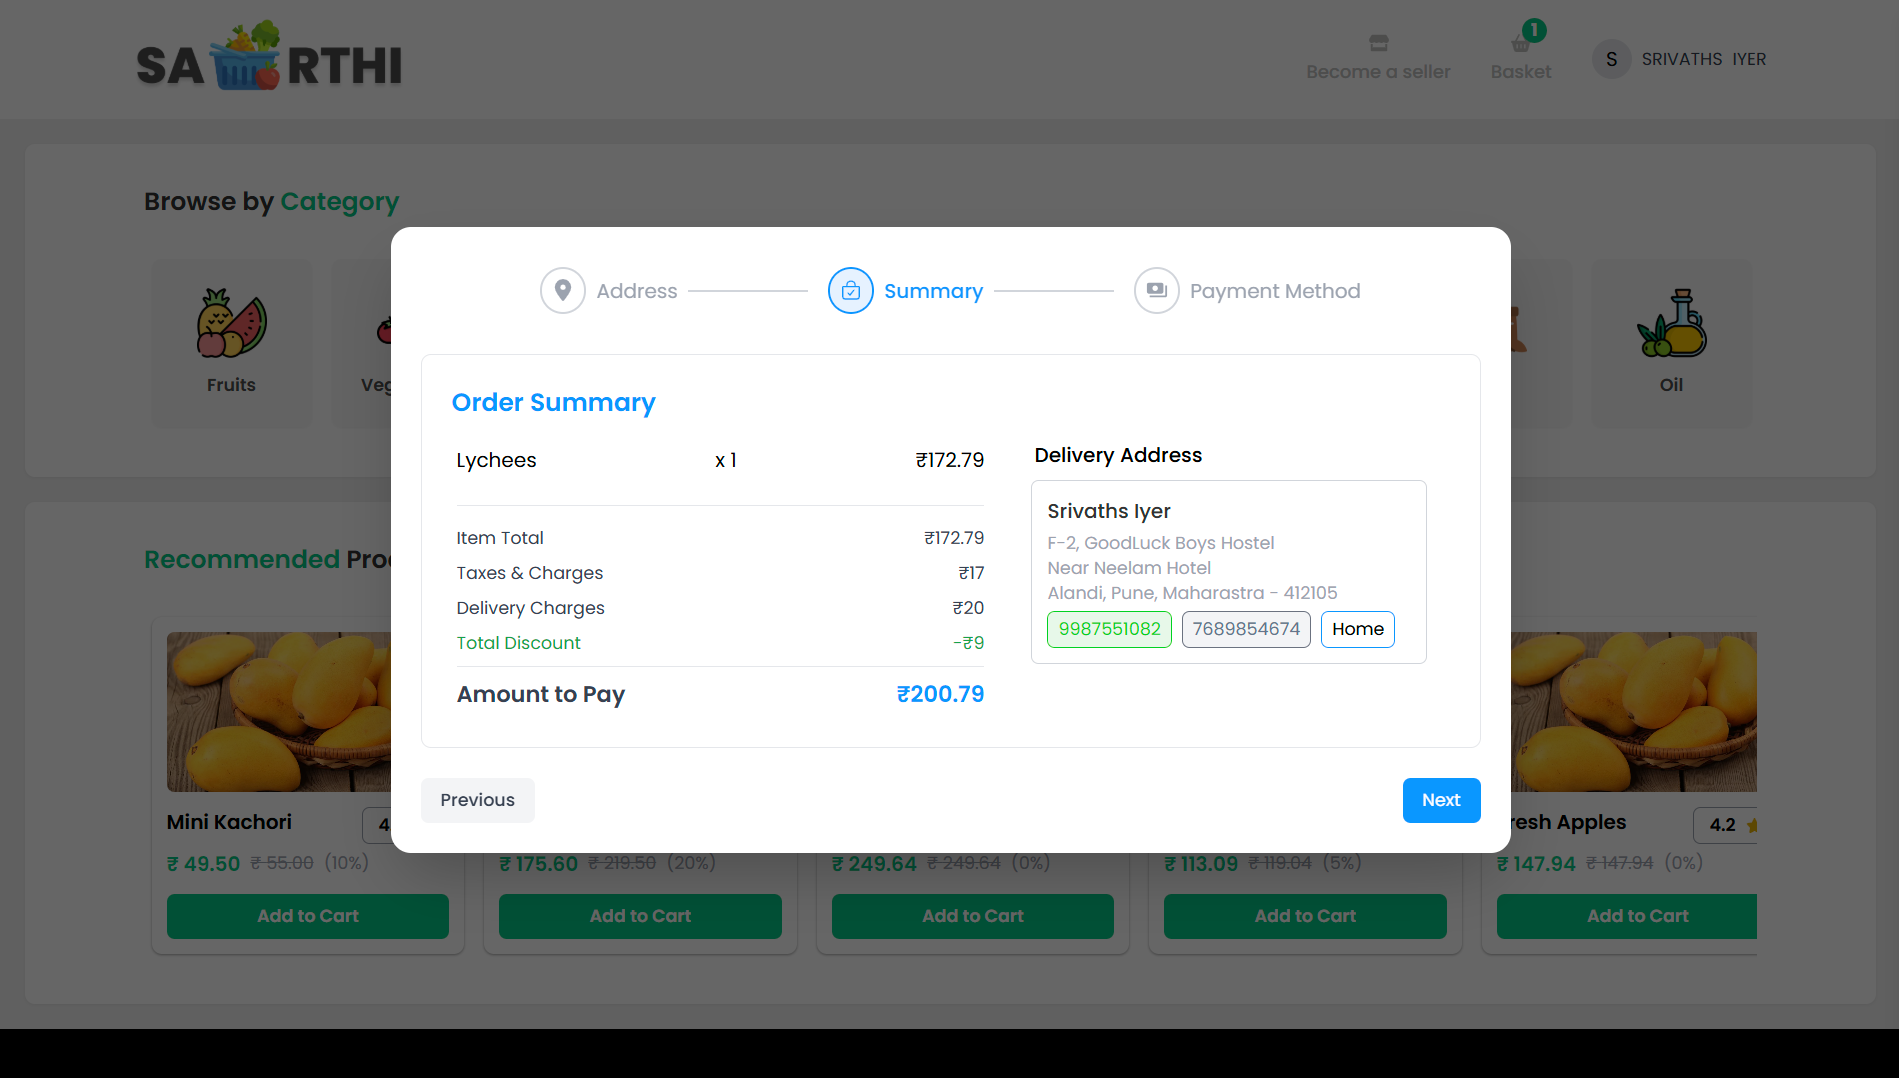 SA RTHI
Become a seller
1
Basket
S
SRIVATHS IYER
Browse by Category
Fruits
Veg
Oil
Address
Summary
Payment Method
Order Summary
Lychees x 1 ₹172.79
Item Total ₹172.79
Taxes & Charges ₹17
Delivery Charges ₹20
Total Discount -₹9
Amount to Pay ₹200.79
Delivery Address
Srivaths Iyer
F-2, GoodLuck Boys Hostel
Near Neelam Hotel
Alandi, Pune, Maharastra - 412105
9987551082 7689854674 Home
Previous
Next
Recommended Proc
Mini Kachori 4.
₹ 49.50 ₹ 55.00 (10%)
Add to Cart
₹ 175.60 ₹ 219.50 (20%)
Add to Cart
₹ 249.64 ₹ 249.64 (0%)
Add to Cart
₹ 113.09 ₹ 119.04 (5%)
Add to Cart
resh Apples 4.2
₹ 147.94 ₹ 147.94 (0%)
Add to Cart